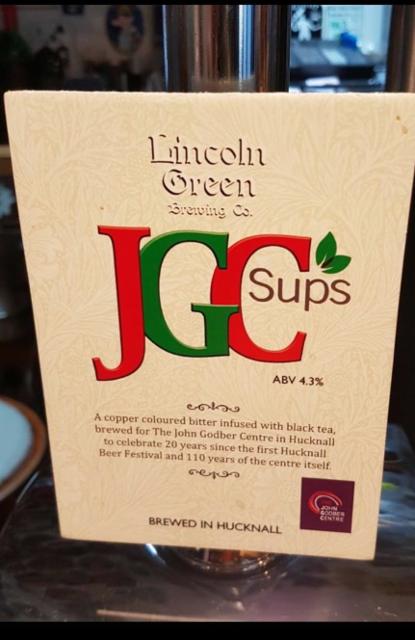 Lincoln
Green
Brewing Co.
JGC
Sups
ABV 4.3%
A copper coloured bitter infused with black tea,
brewed for The John Godber Centre in Hucknall
to celebrate 20 years since the first Hucknall
Beer Festival and 110 years of the centre itself.
JOHN
GODBER
CENTRE
BREWED IN HUCKNALL